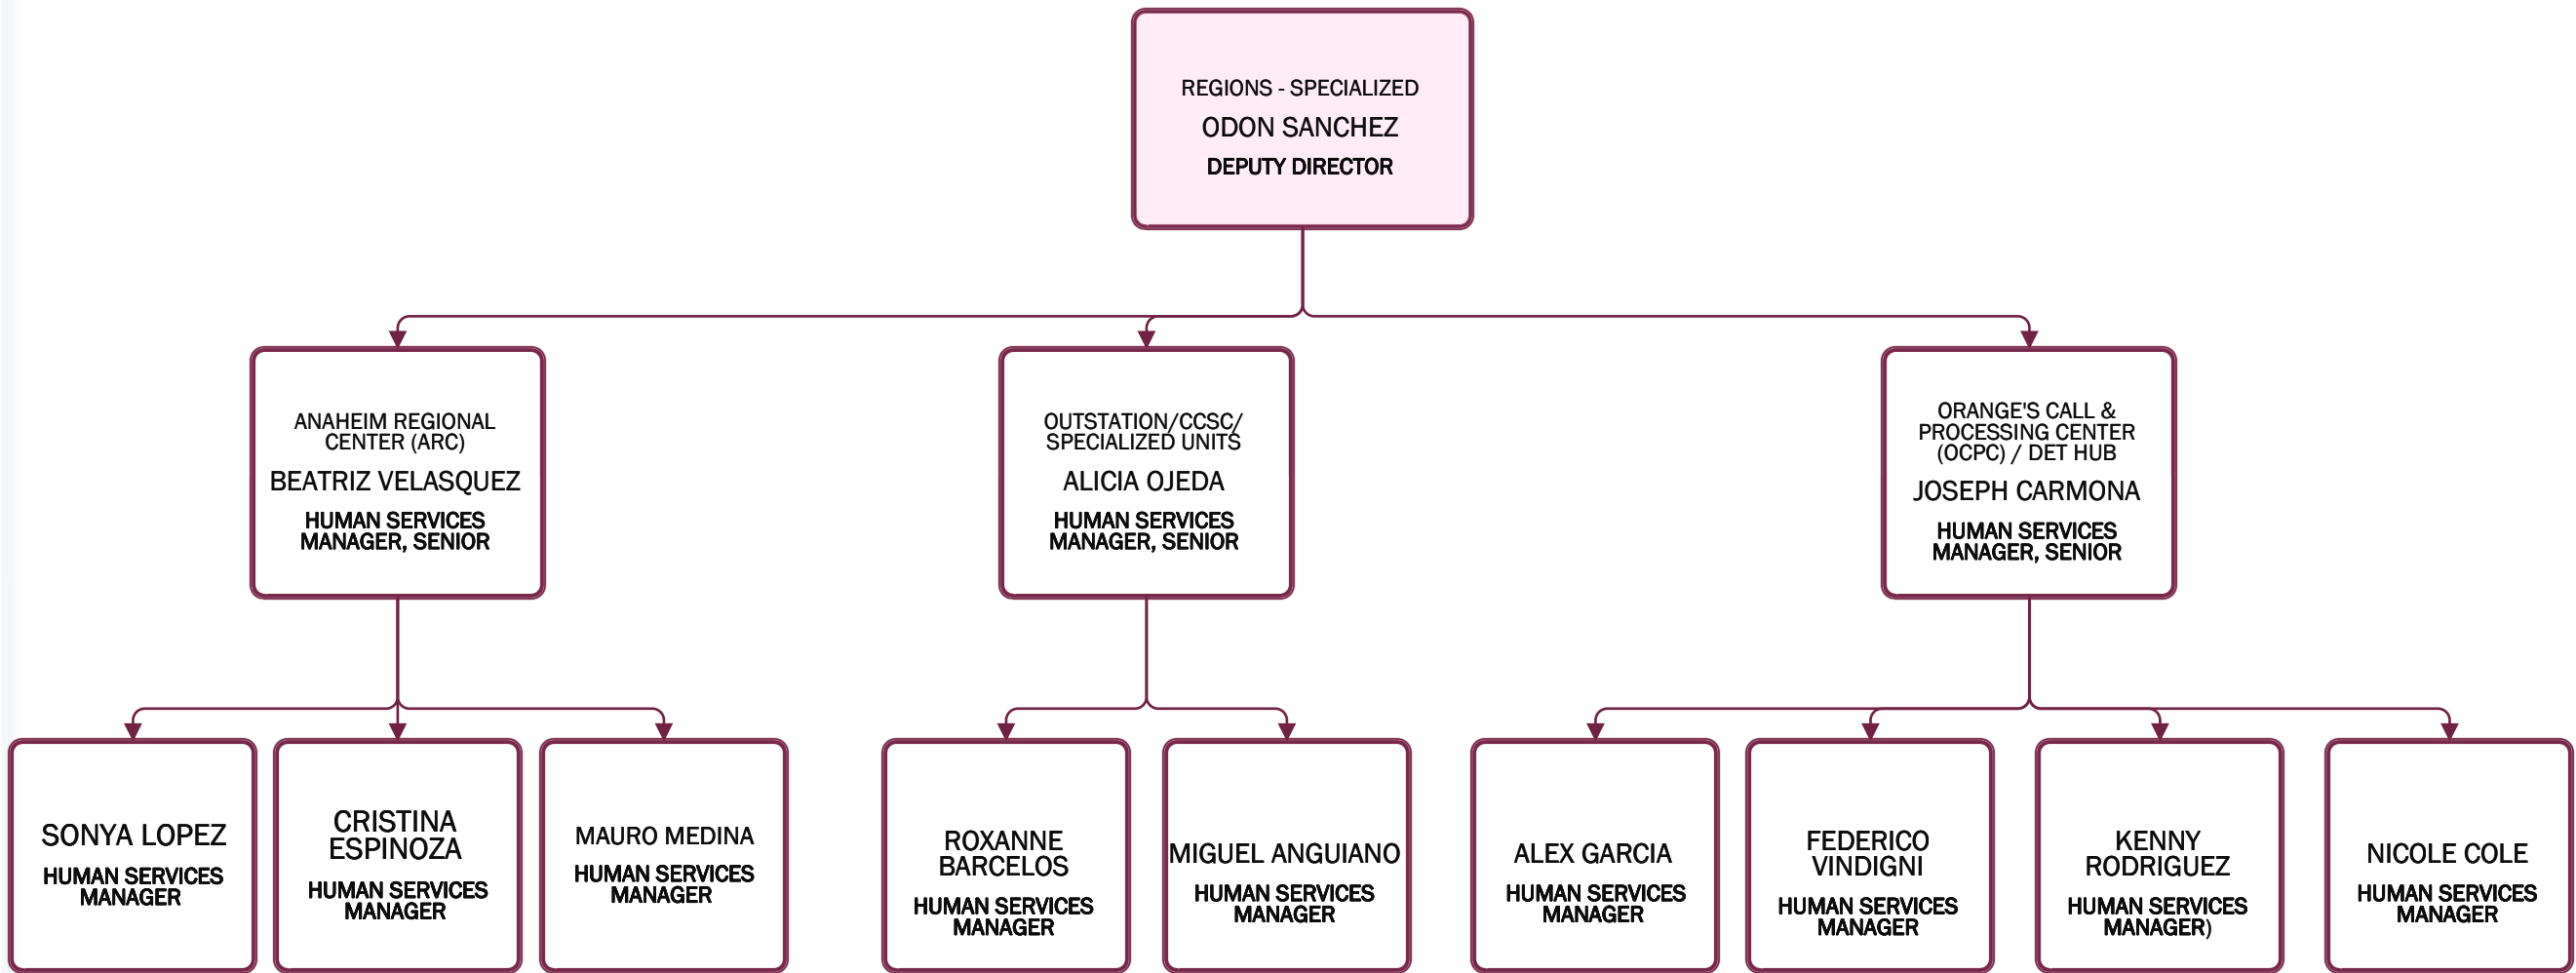 REGIONS - SPECIALIZED
ODON SANCHEZ
DEPUTY DIRECTOR
ANAHEIM REGIONAL
CENTER (ARC)
BEATRIZ VELASQUEZ
HUMAN SERVICES
MANAGER, SENIOR
OUTSTATION/CCSC/
SPECIALIZED UNITS
ALICIA OJEDA
HUMAN SERVICES
MANAGER, SENIOR
ORANGE'S CALL &
PROCESSING CENTER
(OCPC) / DET HUB
JOSEPH CARMONA
HUMAN SERVICES
MANAGER, SENIOR
SONYA LOPEZ
HUMAN SERVICES
MANAGER
CRISTINA
ESPINOZA
HUMAN SERVICES
MANAGER
MAURO MEDINA
HUMAN SERVICES
MANAGER
ROXANNE
BARCELOS
HUMAN SERVICES
MANAGER
MIGUEL ANGUIANO
HUMAN SERVICES
MANAGER
ALEX GARCIA
HUMAN SERVICES
MANAGER
FEDERICO
VINDIGNI
HUMAN SERVICES
MANAGER
KENNY
RODRIGUEZ
HUMAN SERVICES
MANAGER)
NICOLE COLE
HUMAN SERVICES
MANAGER